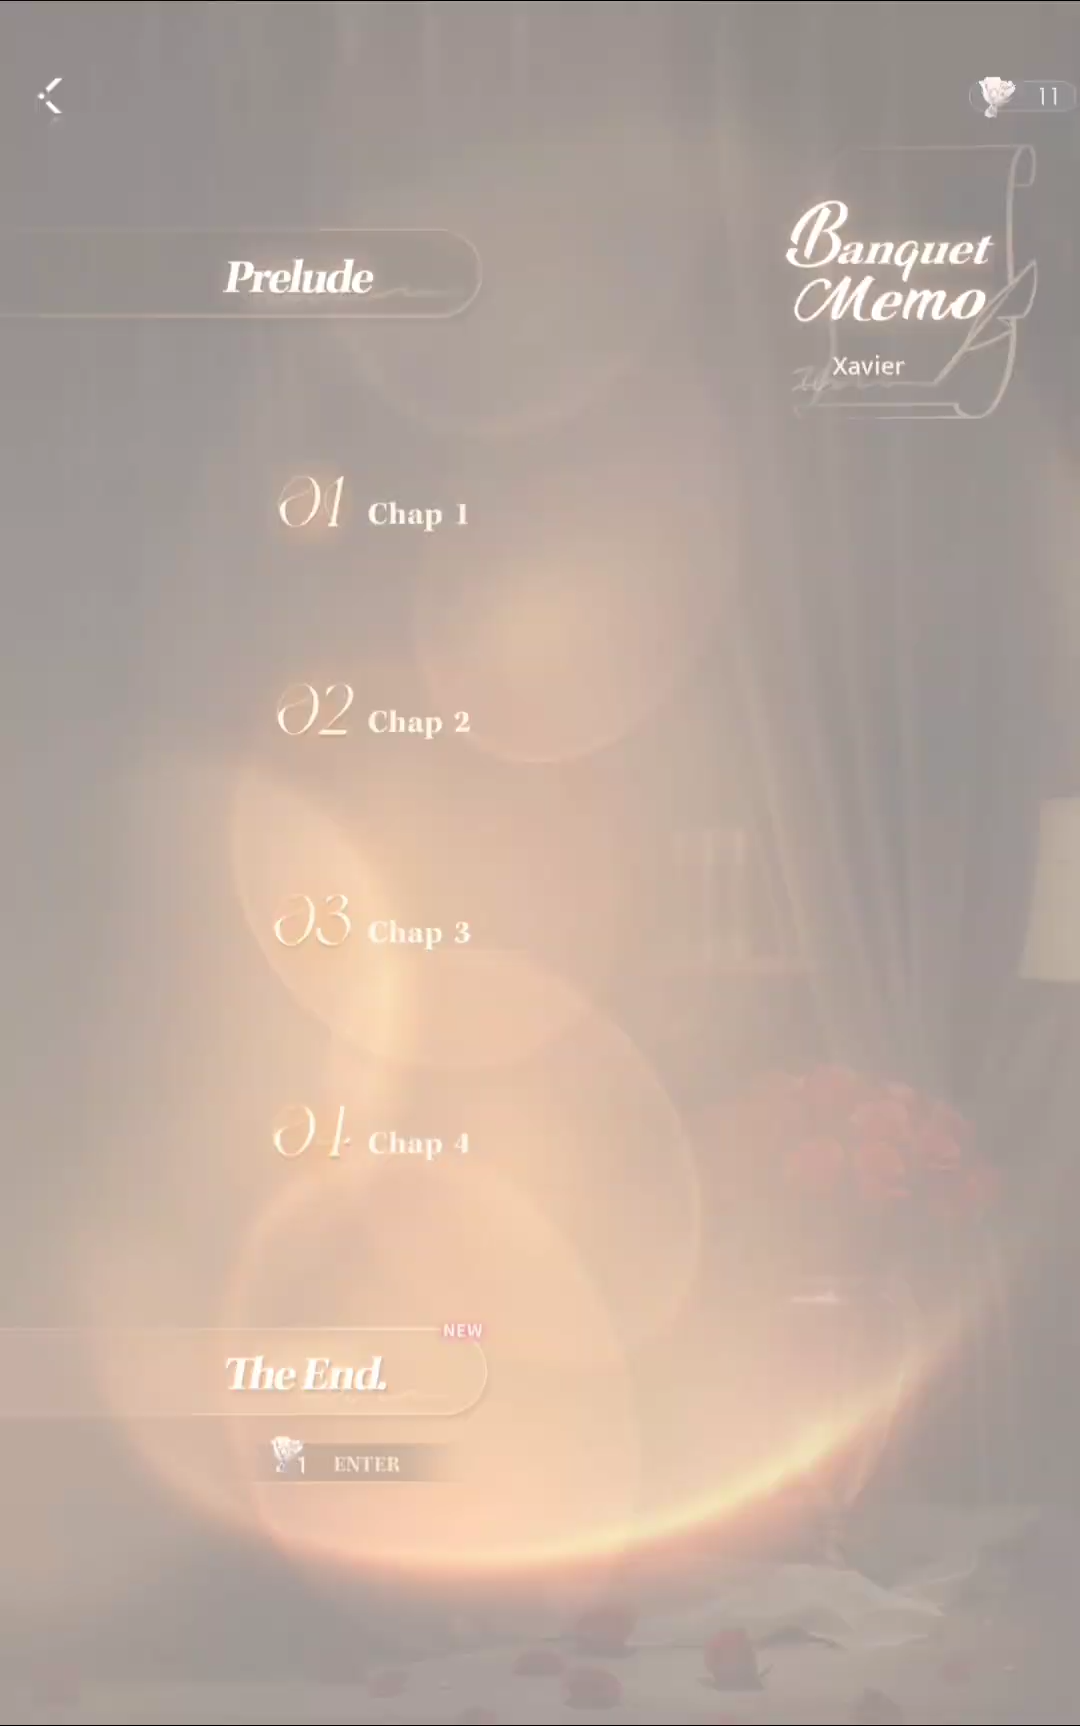 11
Banquet
Memo
Xavier
Prelude
01 Chap 1
02 Chap 2
03 Chap 3
04 Chap 4
NEW
The End.
1 ENTER